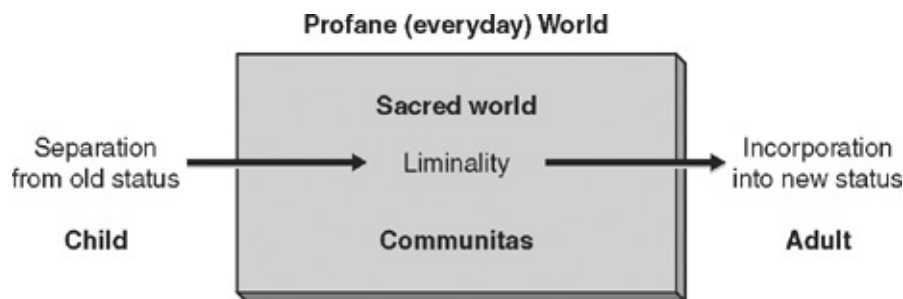 Profane (everyday) World
Sacred world
Separation
from old status
Liminality
Incorporation
into new status
Child
Communitas
Adult